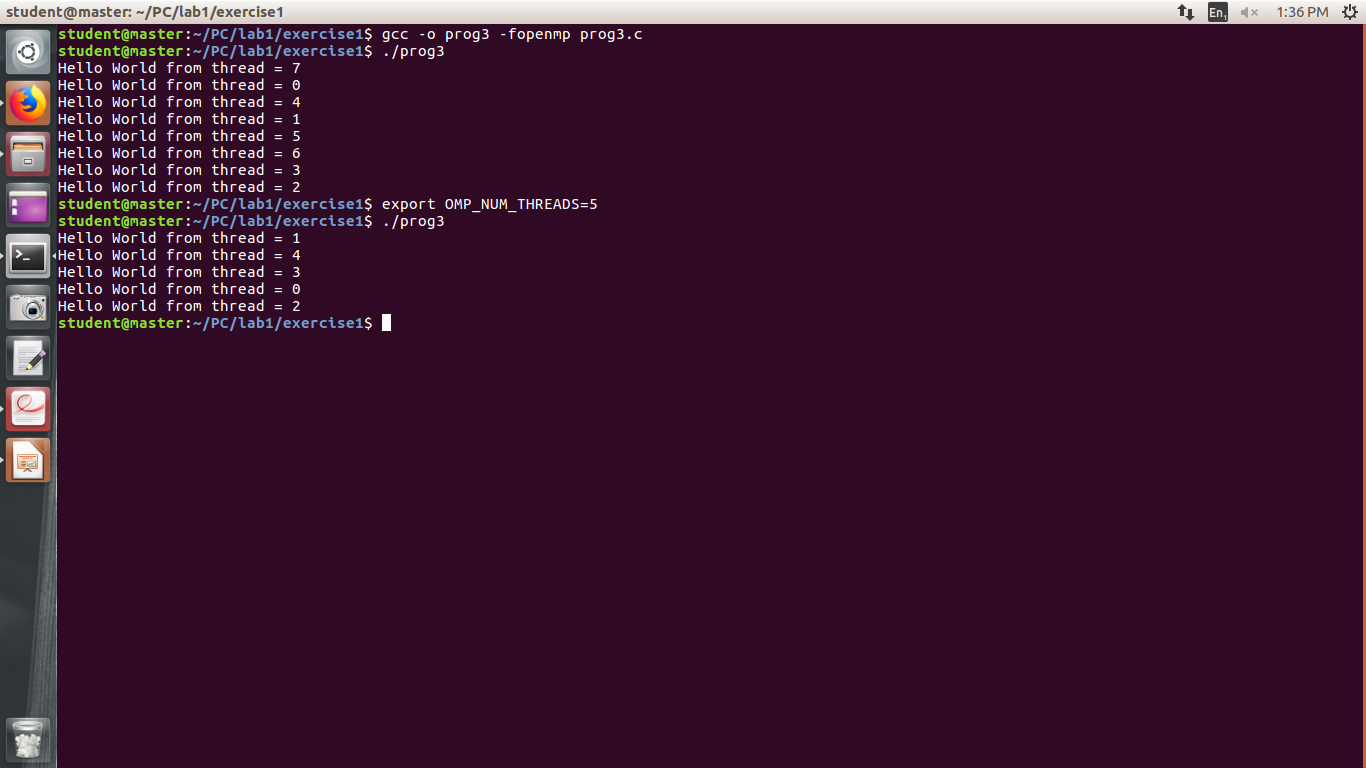 student@master: ~/PC/lab1/exercise1
En1
1:36 PM
student@master:~/PC/lab1/exercise1$ gcc -o prog3 -fopenmp prog3.c
student@master:~/PC/lab1/exercise1$ ./prog3
Hello World from thread = 7
Hello World from thread = 0
Hello World from thread = 4
Hello World from thread = 1
Hello World from thread = 5
Hello World from thread = 6
Hello World from thread = 3
Hello World from thread = 2
student@master:~/PC/lab1/exercise1$ export OMP_NUM_THREADS=5
student@master:~/PC/lab1/exercise1$ ./prog3
Hello World from thread = 1
Hello World from thread = 4
Hello World from thread = 3
Hello World from thread = 0
Hello World from thread = 2
student@master:~/PC/lab1/exercise1$